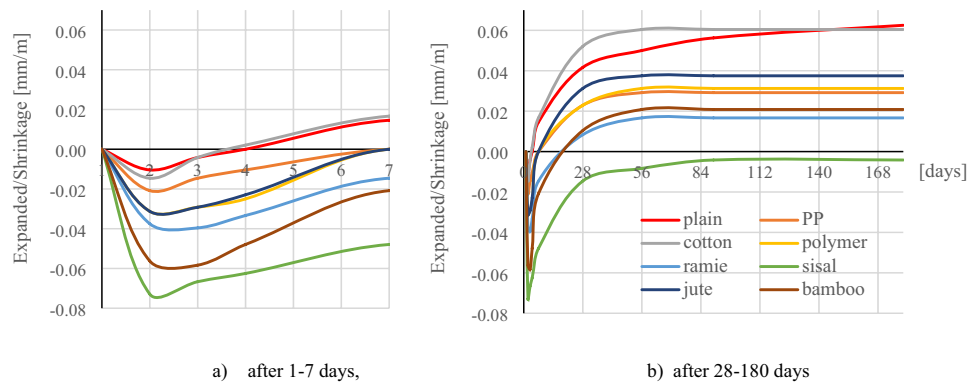 Expanded/Shrinkage [mm/m]
0.06
0.04
0.02
0.00
-0.02
-0.04
-0.06
-0.08
1 2 3 4 5 6 7
Expanded/Shrinkage [mm/m]
0.06
0.04
0.02
0.00
-0.02
-0.04
-0.06
-0.08
0 28 56 84 112 140 168 [days]
plain PP
cotton polymer
ramie sisal
jute bamboo
a) after 1-7 days,
b) after 28-180 days